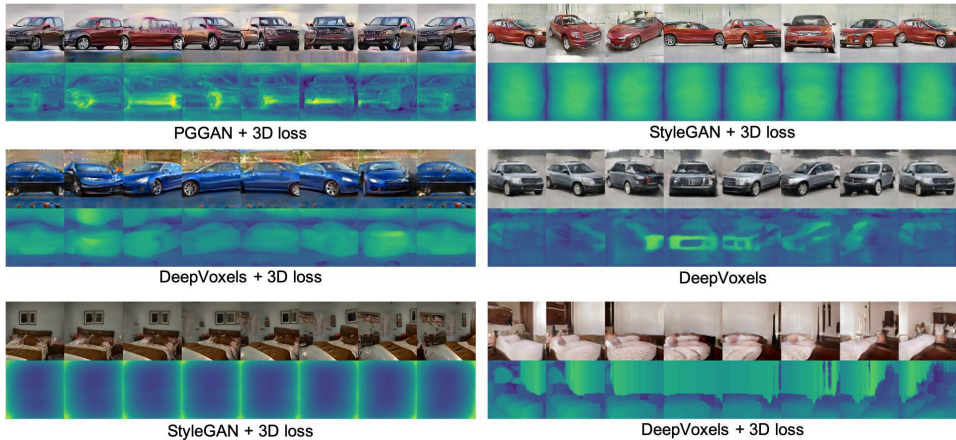 PGGAN + 3D loss
StyleGAN + 3D loss
DeepVoxels + 3D loss
DeepVoxels
StyleGAN + 3D loss
DeepVoxels + 3D loss